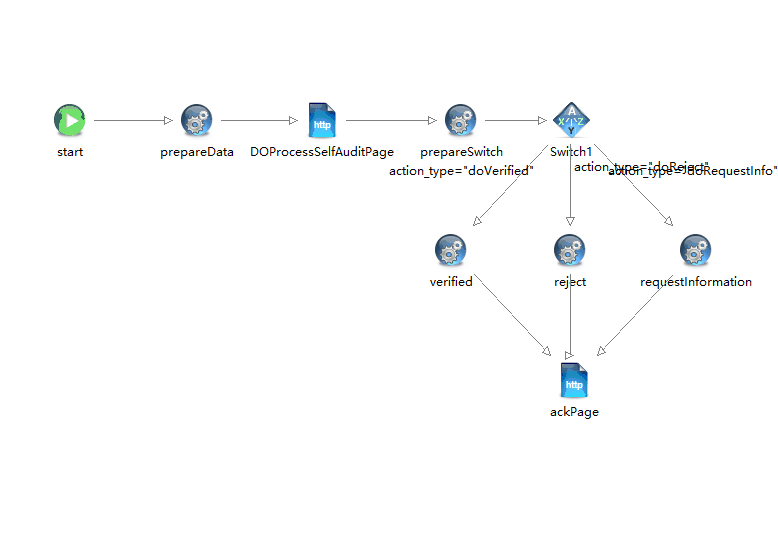 start
prepareData
http
DOProcessSelfAuditPage
prepareSwitch
A
X Z
Y
Switch1
action_type="doVerified"
action_type="doReject"
action_type="doRequestInfo"
verified
reject
requestInformation
http
ackPage